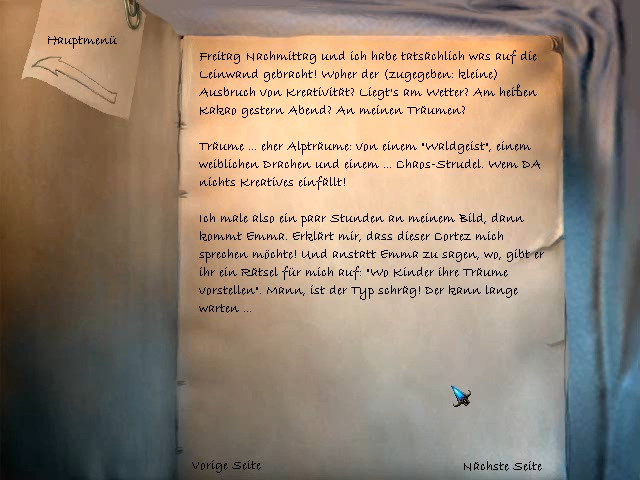 Hauptmenü
Freitag Nachmittag und ich habe tatsächlich was auf die
Leinwand gebracht! Woher der (zugegeben: kleine)
Ausbruch von Kreativität? Liegt's am Wetter? Am heißen
Kakao gestern Abend? An meinen Träumen?
Träume ... eher Alpträume: Von einem "Waldgeist", einem
weiblichen Drachen und einem ... Chaos-Strudel. Wem DA
nichts Kreatives einfällt!
Ich male also ein paar Stunden an meinem Bild, dann
kommt Emma. Erklärt mir, dass dieser Cortez mich
sprechen möchte! Und anstatt Emma zu sagen, wo, gibt er
ihr ein Rätsel für mich auf: "Wo Kinder ihre Träume
vorstellen". Mann, ist der Typ schräg! Der kann lange
warten ...
Vorige Seite
Nächste Seite